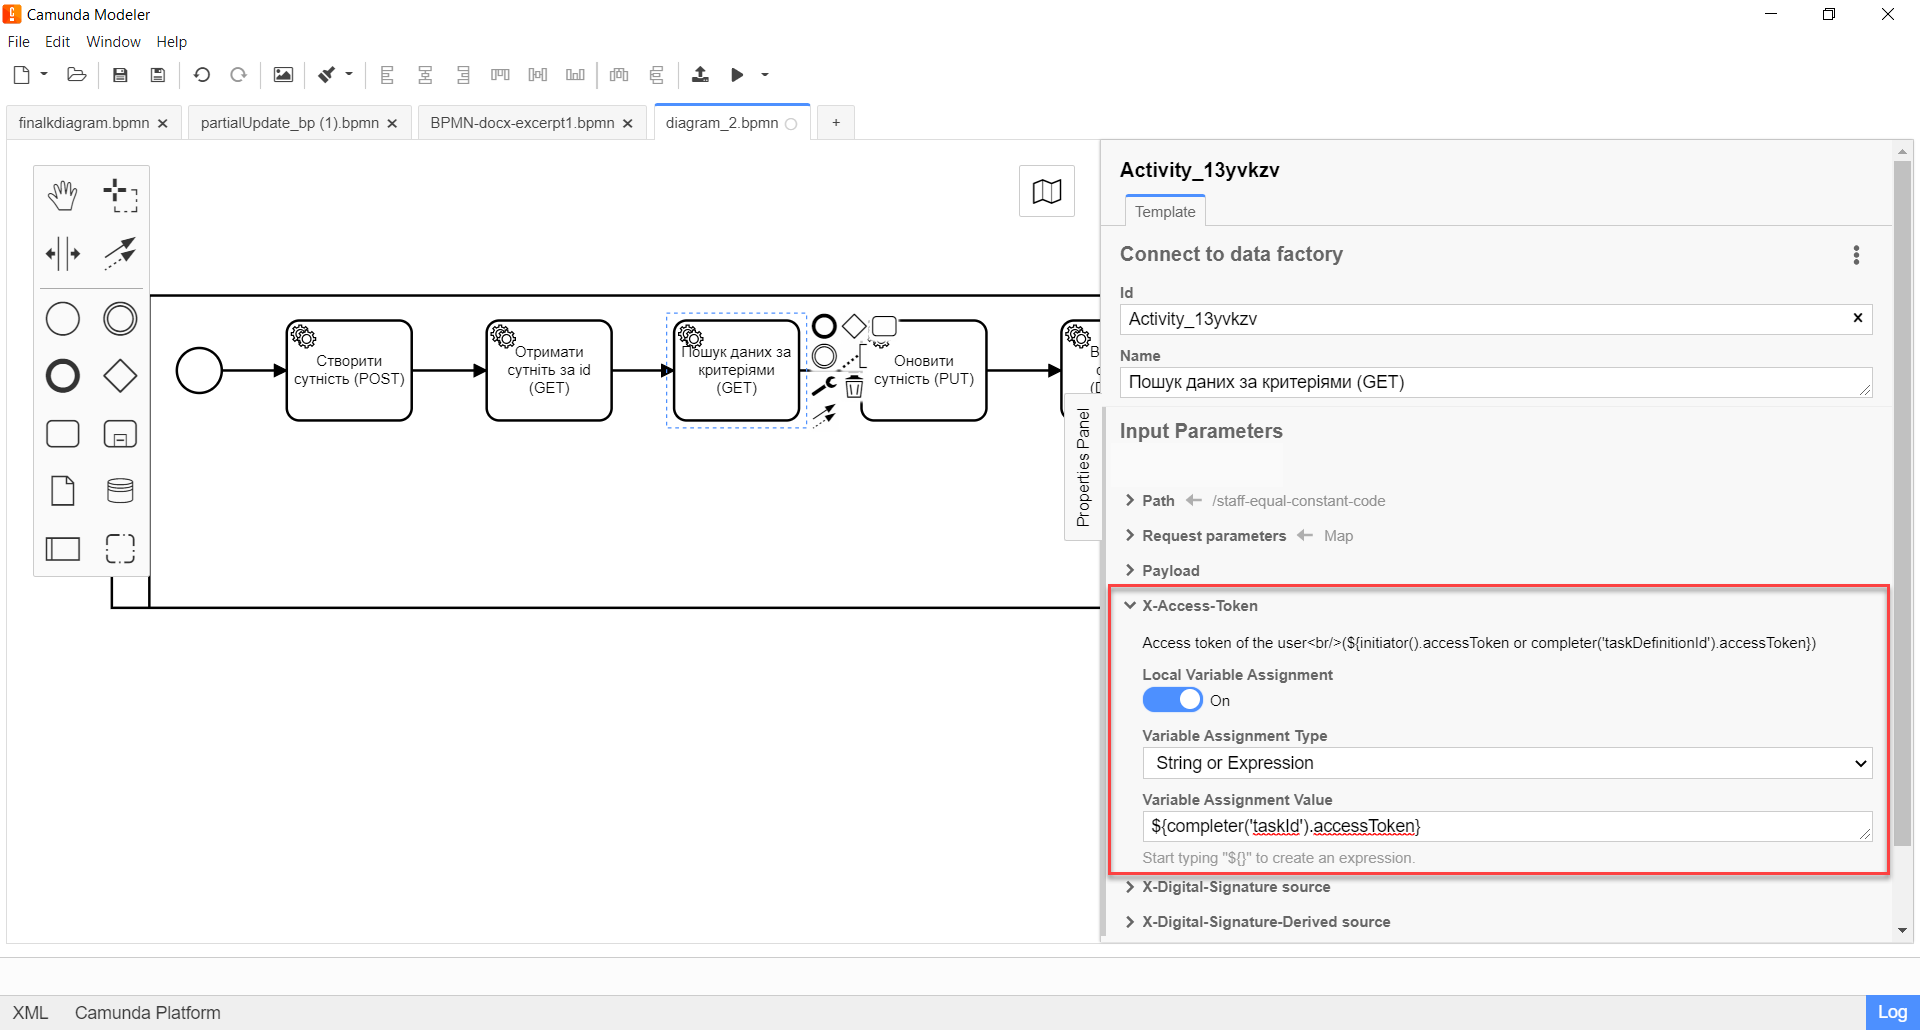 Camunda Modeler
File Edit Window Help
finalkdiagram.bpmn
partialUpdate_bp (1).bpmn
BPMN-docx-excerpt1.bpmn
diagram_2.bpmn
+
Створити
сутність (POST)
Отримати
сутніть за id
(GET)
Пошук даних за
критеріями
(GET)
Оновити
сутність (PUT)
Properties Panel
Activity_13yvkzv
Template
Connect to data factory
Id
Activity_13yvkzv
Name
Пошук даних за критеріями (GET)
Input Parameters
Path ← /staff-equal-constant-code
Request parameters ← Map
Payload
X-Access-Token
Access token of the user<br/>(${initiator().accessToken or completer('taskDefinitionId').accessToken})
Local Variable Assignment
On
Variable Assignment Type
String or Expression
Variable Assignment Value
${completer('taskId').accessToken}
Start typing "${}" to create an expression.
X-Digital-Signature source
X-Digital-Signature-Derived source
XML Camunda Platform
Log